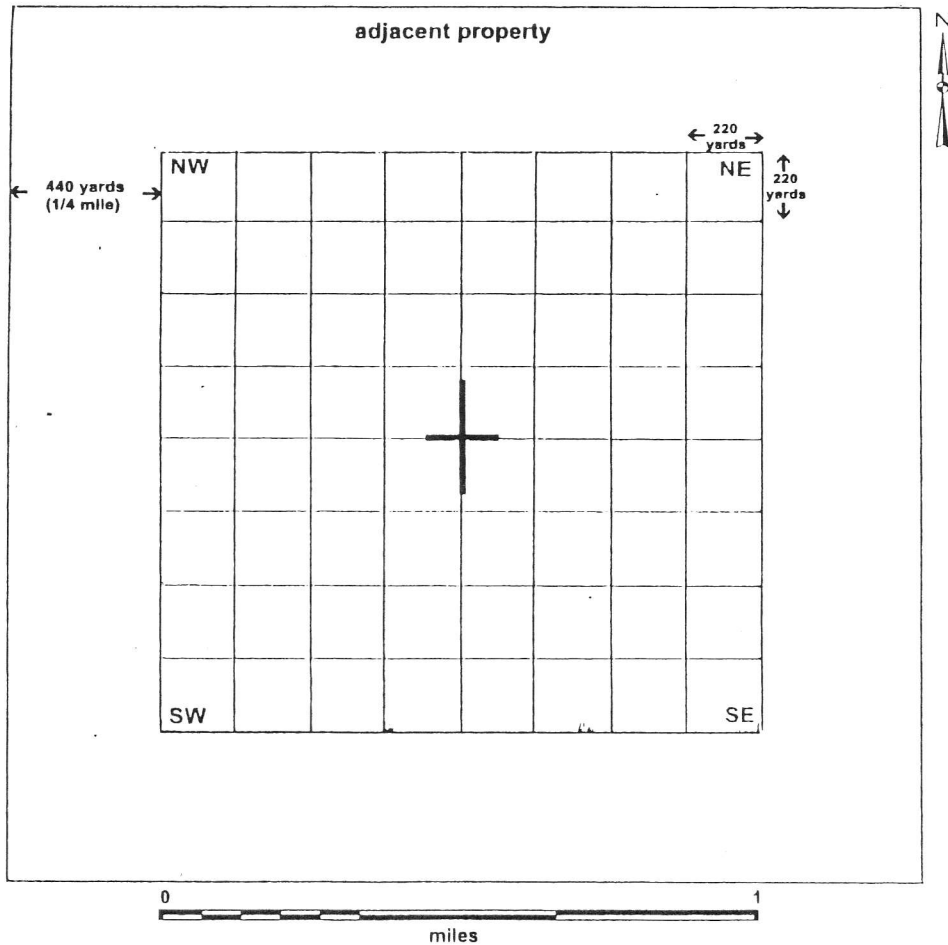 adjacent property
N
220
yards
NW
NE
440 yards
(1/4 mile)
220
yards
SW
SE
0
1
miles